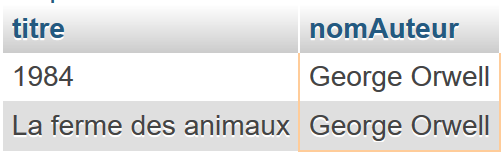 titre nomAuteur
1984 George Orwell
La ferme des animaux George Orwell